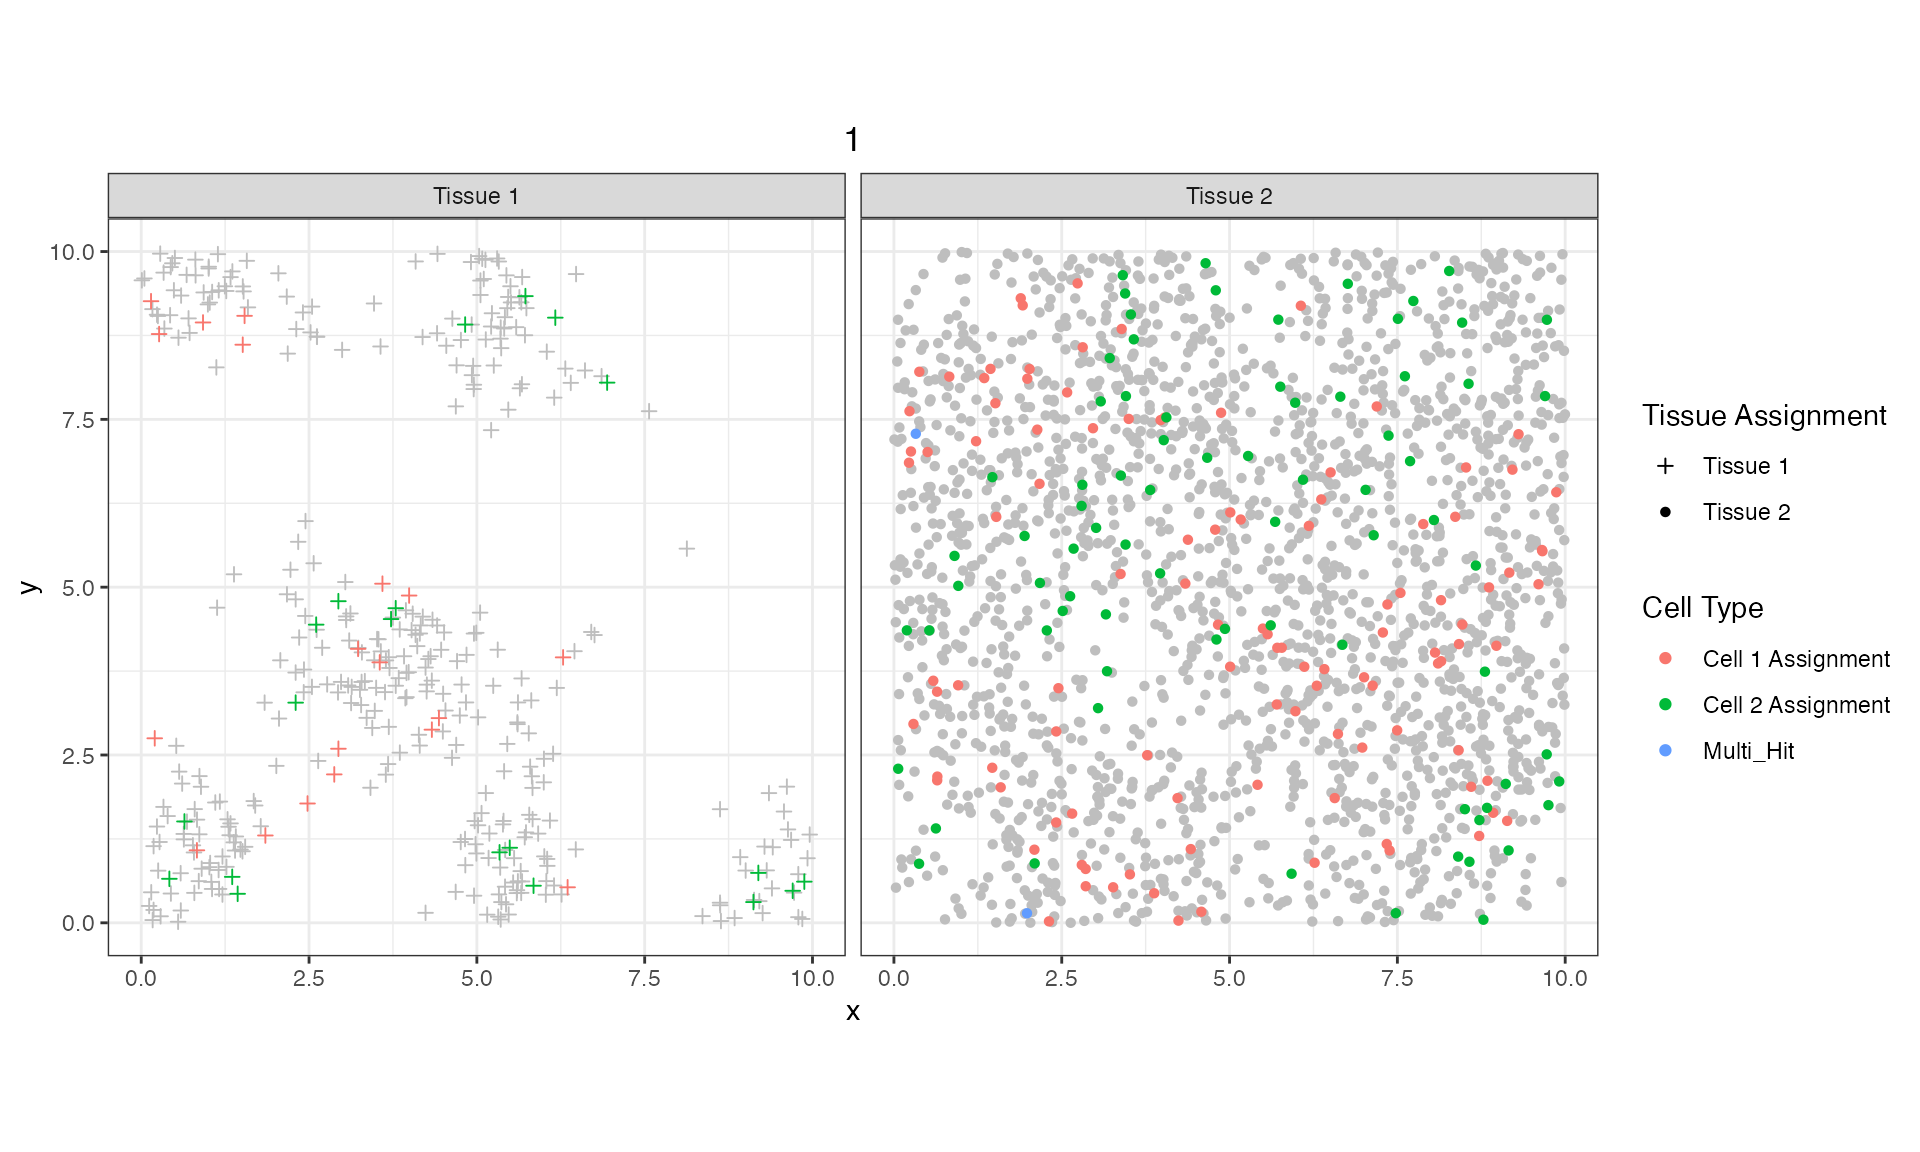 1
Tissue 1
Tissue 2
10.0
7.5
5.0
2.5
0.0
y
0.0 2.5 5.0 7.5 10.0
0.0 2.5 5.0 7.5 10.0
x
Tissue Assignment
Tissue 1
Tissue 2
Cell Type
Cell 1 Assignment
Cell 2 Assignment
Multi_Hit